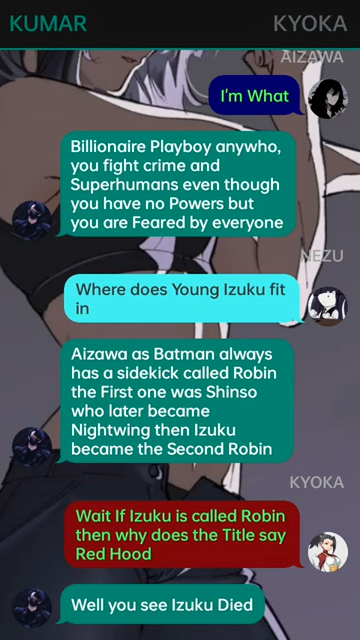 KUMAR KYOKA
AIZAWA
I'm What
Billionaire Playboy anywho,
you fight crime and
Superhumans even though
you have no Powers but
you are Feared by everyone
NEZU
Where does Young Izuku fit
in
Aizawa as Batman always
has a sidekick called Robin
the First one was Shinso
who later became
Nightwing then Izuku
became the Second Robin
KYOKA
Wait If Izuku is called Robin
then why does the Title say
Red Hood
Well you see Izuku Died